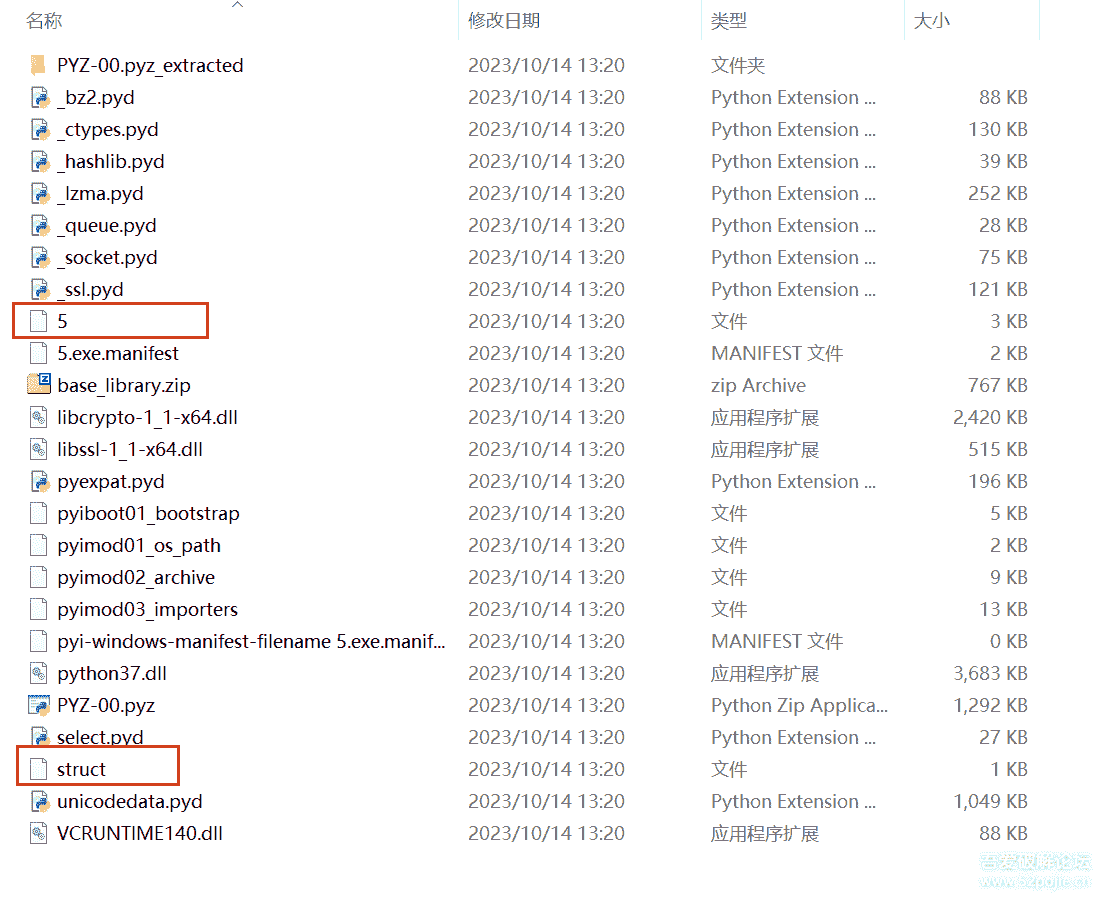 名称 修改日期 类型 大小
PYZ-00.pyz_extracted 2023/10/14 13:20 文件夹
_bz2.pyd 2023/10/14 13:20 Python Extension ... 88 KB
_ctypes.pyd 2023/10/14 13:20 Python Extension ... 130 KB
_hashlib.pyd 2023/10/14 13:20 Python Extension ... 39 KB
_lzma.pyd 2023/10/14 13:20 Python Extension ... 252 KB
_queue.pyd 2023/10/14 13:20 Python Extension ... 28 KB
_socket.pyd 2023/10/14 13:20 Python Extension ... 75 KB
_ssl.pyd 2023/10/14 13:20 Python Extension ... 121 KB
5 2023/10/14 13:20 文件 3 KB
5.exe.manifest 2023/10/14 13:20 MANIFEST 文件 2 KB
base_library.zip 2023/10/14 13:20 zip Archive 767 KB
libcrypto-1_1-x64.dll 2023/10/14 13:20 应用程序扩展 2,420 KB
libssl-1_1-x64.dll 2023/10/14 13:20 应用程序扩展 515 KB
pyexpat.pyd 2023/10/14 13:20 Python Extension ... 196 KB
pyiboot01_bootstrap 2023/10/14 13:20 文件 5 KB
pyimod01_os_path 2023/10/14 13:20 文件 2 KB
pyimod02_archive 2023/10/14 13:20 文件 9 KB
pyimod03_importers 2023/10/14 13:20 文件 13 KB
pyi-windows-manifest-filename 5.exe.manif... 2023/10/14 13:20 MANIFEST 文件 0 KB
python37.dll 2023/10/14 13:20 应用程序扩展 3,683 KB
PYZ-00.pyz 2023/10/14 13:20 Python Zip Applica... 1,292 KB
select.pyd 2023/10/14 13:20 Python Extension ... 27 KB
struct 2023/10/14 13:20 文件 1 KB
unicodedata.pyd 2023/10/14 13:20 Python Extension ... 1,049 KB
VCRUNTIME140.dll 2023/10/14 13:20 应用程序扩展 88 KB
吾爱破解论坛
www.52pojie.cn